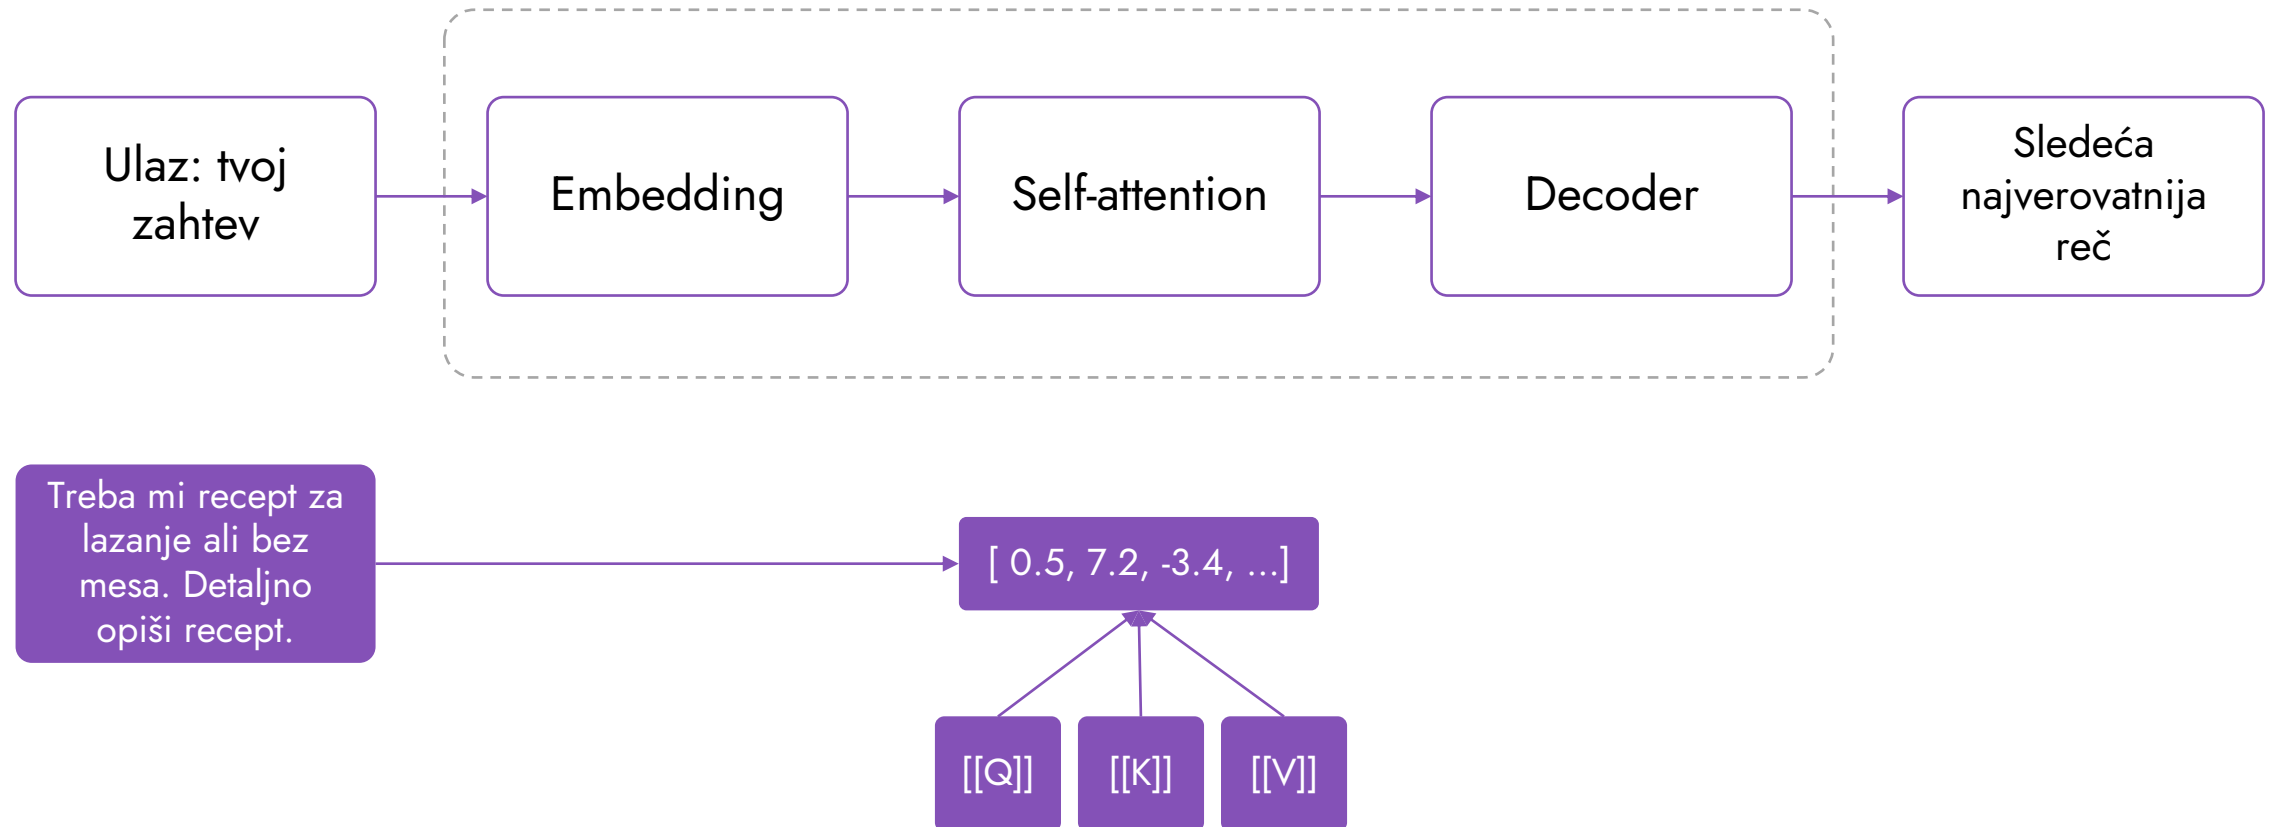 Ulaz: tvoj
zahtev
Embedding
Self-attention
Decoder
Sledeća
najverovatnija
reč
Treba mi recept za
lazanje ali bez
mesa. Detaljno
opiši recept.
[ 0.5, 7.2, -3.4, ...]
[[Q]]
[[K]]
[[V]]